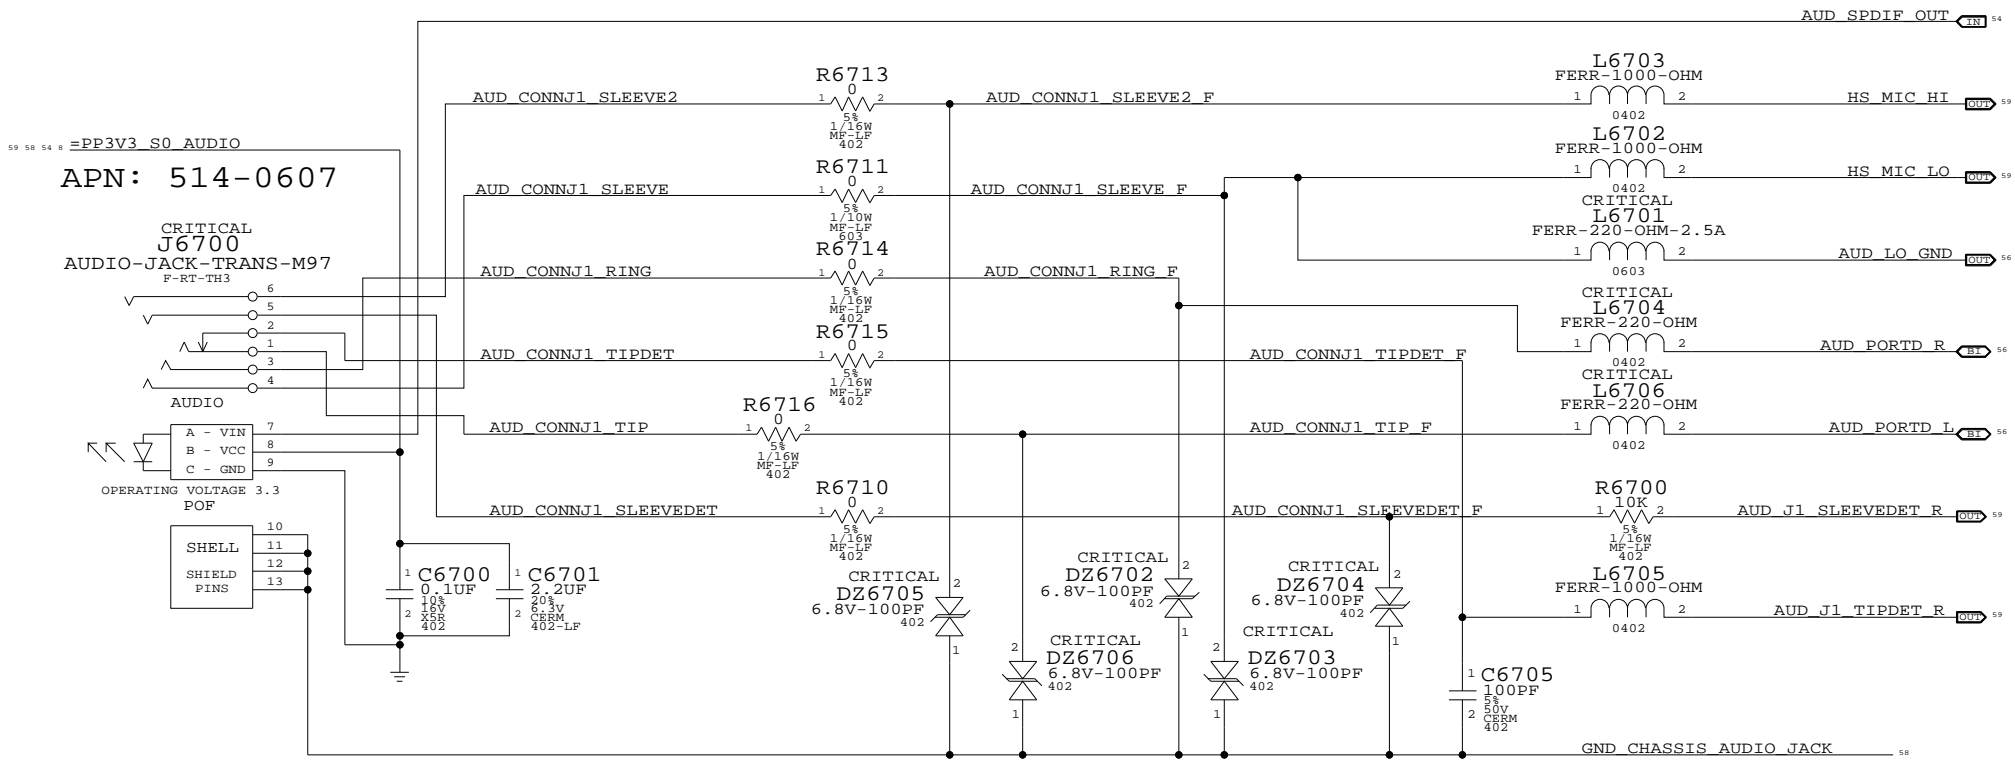 AUD_SPDIF_OUT IN 54
L6703
FERR-1000-OHM
1 2
0402
HS_MIC_HI OUT 59
R6713
0
1 2
5%
1/16W
MF-LF
402
AUD_CONNJ1_SLEEVE2
AUD_CONNJ1_SLEEVE2_F
59 58 54 8 =PP3V3_S0_AUDIO
APN: 514-0607
L6702
FERR-1000-OHM
1 2
0402
HS_MIC_LO OUT 59
R6711
0
1 2
5%
1/10W
MF-LF
603
AUD_CONNJ1_SLEEVE
AUD_CONNJ1_SLEEVE_F
CRITICAL
L6701
FERR-220-OHM-2.5A
1 2
0603
AUD_LO_GND OUT 56
CRITICAL
J6700
AUDIO-JACK-TRANS-M97
F-RT-TH3
6
5
2
1
3
4
AUDIO
R6714
0
1 2
5%
1/16W
MF-LF
402
AUD_CONNJ1_RING
AUD_CONNJ1_RING_F
CRITICAL
L6704
FERR-220-OHM
1 2
0402
AUD_PORTD_R BI 56
R6715
0
1 2
5%
1/16W
MF-LF
402
AUD_CONNJ1_TIPDET
AUD_CONNJ1_TIPDET_F
CRITICAL
L6706
FERR-220-OHM
1 2
0402
AUD_PORTD_L BI 56
R6716
0
1 2
5%
1/16W
MF-LF
402
AUD_CONNJ1_TIP
AUD_CONNJ1_TIP_F
A - VIN 7
B - VCC 8
C - GND 9
OPERATING VOLTAGE 3.3
POF
R6710
0
1 2
5%
1/16W
MF-LF
402
AUD_CONNJ1_SLEEVEDET
AUD_CONNJ1_SLEEVEDET_F
R6700
10K
1 2
5%
1/16W
MF-LF
402
AUD_J1_SLEEVEDET_R OUT 59
SHELL
SHIELD
PINS
10
11
12
13
1 C6700
0.1UF
10%
16V
2 X5R
402
1 C6701
2.2UF
20%
6.3V
2 CERM
402-LF
CRITICAL
DZ6705
6.8V-100PF
402
2
1
CRITICAL
DZ6702
6.8V-100PF
402
2
1
CRITICAL
DZ6704
6.8V-100PF
402
2
1
L6705
FERR-1000-OHM
1 2
0402
AUD_J1_TIPDET_R OUT 59
CRITICAL
DZ6706
6.8V-100PF
402
2
1
CRITICAL
DZ6703
6.8V-100PF
402
2
1
1 C6705
100PF
5%
50V
2 CERM
402
GND_CHASSIS_AUDIO_JACK 58